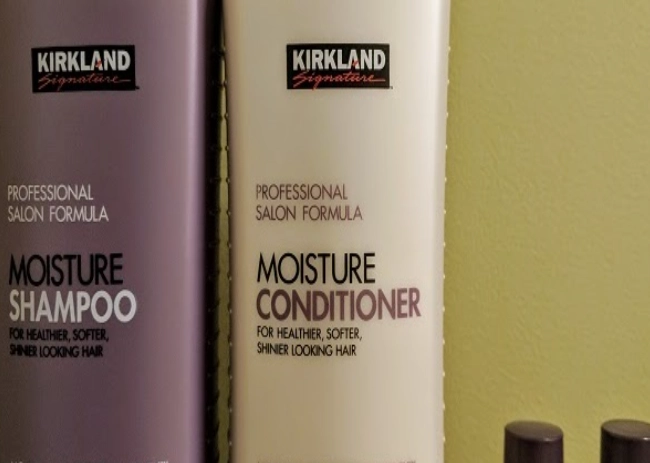 KIRKLAND
Signature
PROFESSIONAL
SALON FORMULA
MOISTURE
SHAMPOO
FOR HEALTHIER, SOFTER,
SHINIER LOOKING HAIR
KIRKLAND
Signature
PROFESSIONAL
SALON FORMULA
MOISTURE
CONDITIONER
FOR HEALTHIER, SOFTER,
SHINIER LOOKING HAIR